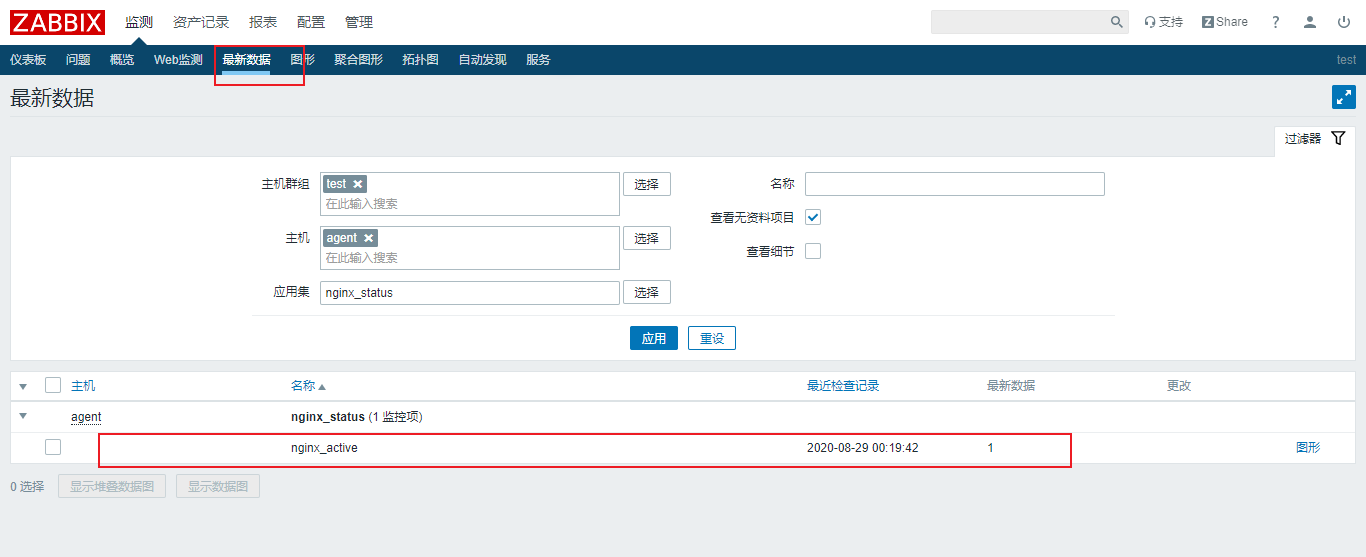 ZABBIX 监测 资产记录 报表 配置 管理 支持 Z Share ?
仪表板 问题 概览 Web监测 最新数据 图形 聚合图形 拓扑图 自动发现 服务 test
最新数据
过滤器
主机群组 test 选择 名称
在此输入搜索
查看无资料项目
主机 agent 选择
在此输入搜索
查看细节
应用集 nginx_status 选择
应用 重设
主机 名称 最近检查记录 最新数据 更改
agent nginx_status (1 监控项)
nginx_active 2020-08-29 00:19:42 1 图形
0 选择 显示堆叠数据图 显示数据图